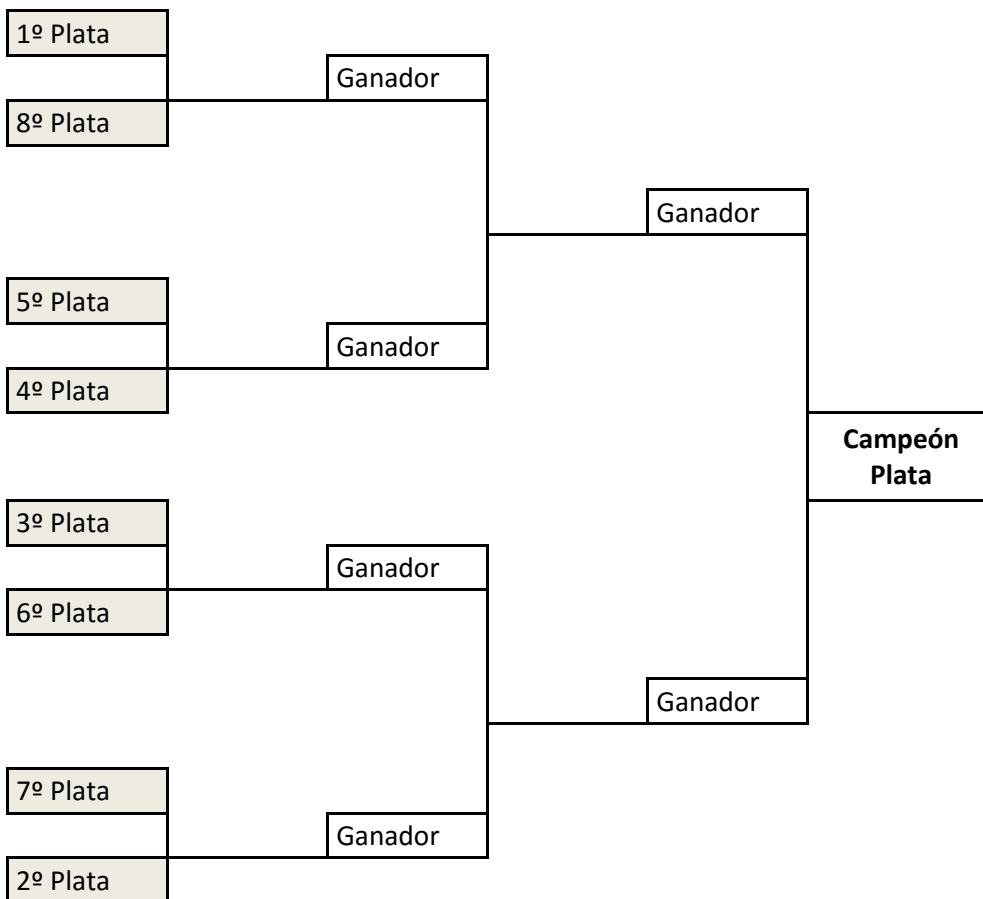 1º Plata
Ganador
8º Plata
Ganador
5º Plata
Ganador
4º Plata
Campeón
Plata
3º Plata
Ganador
6º Plata
Ganador
7º Plata
Ganador
2º Plata